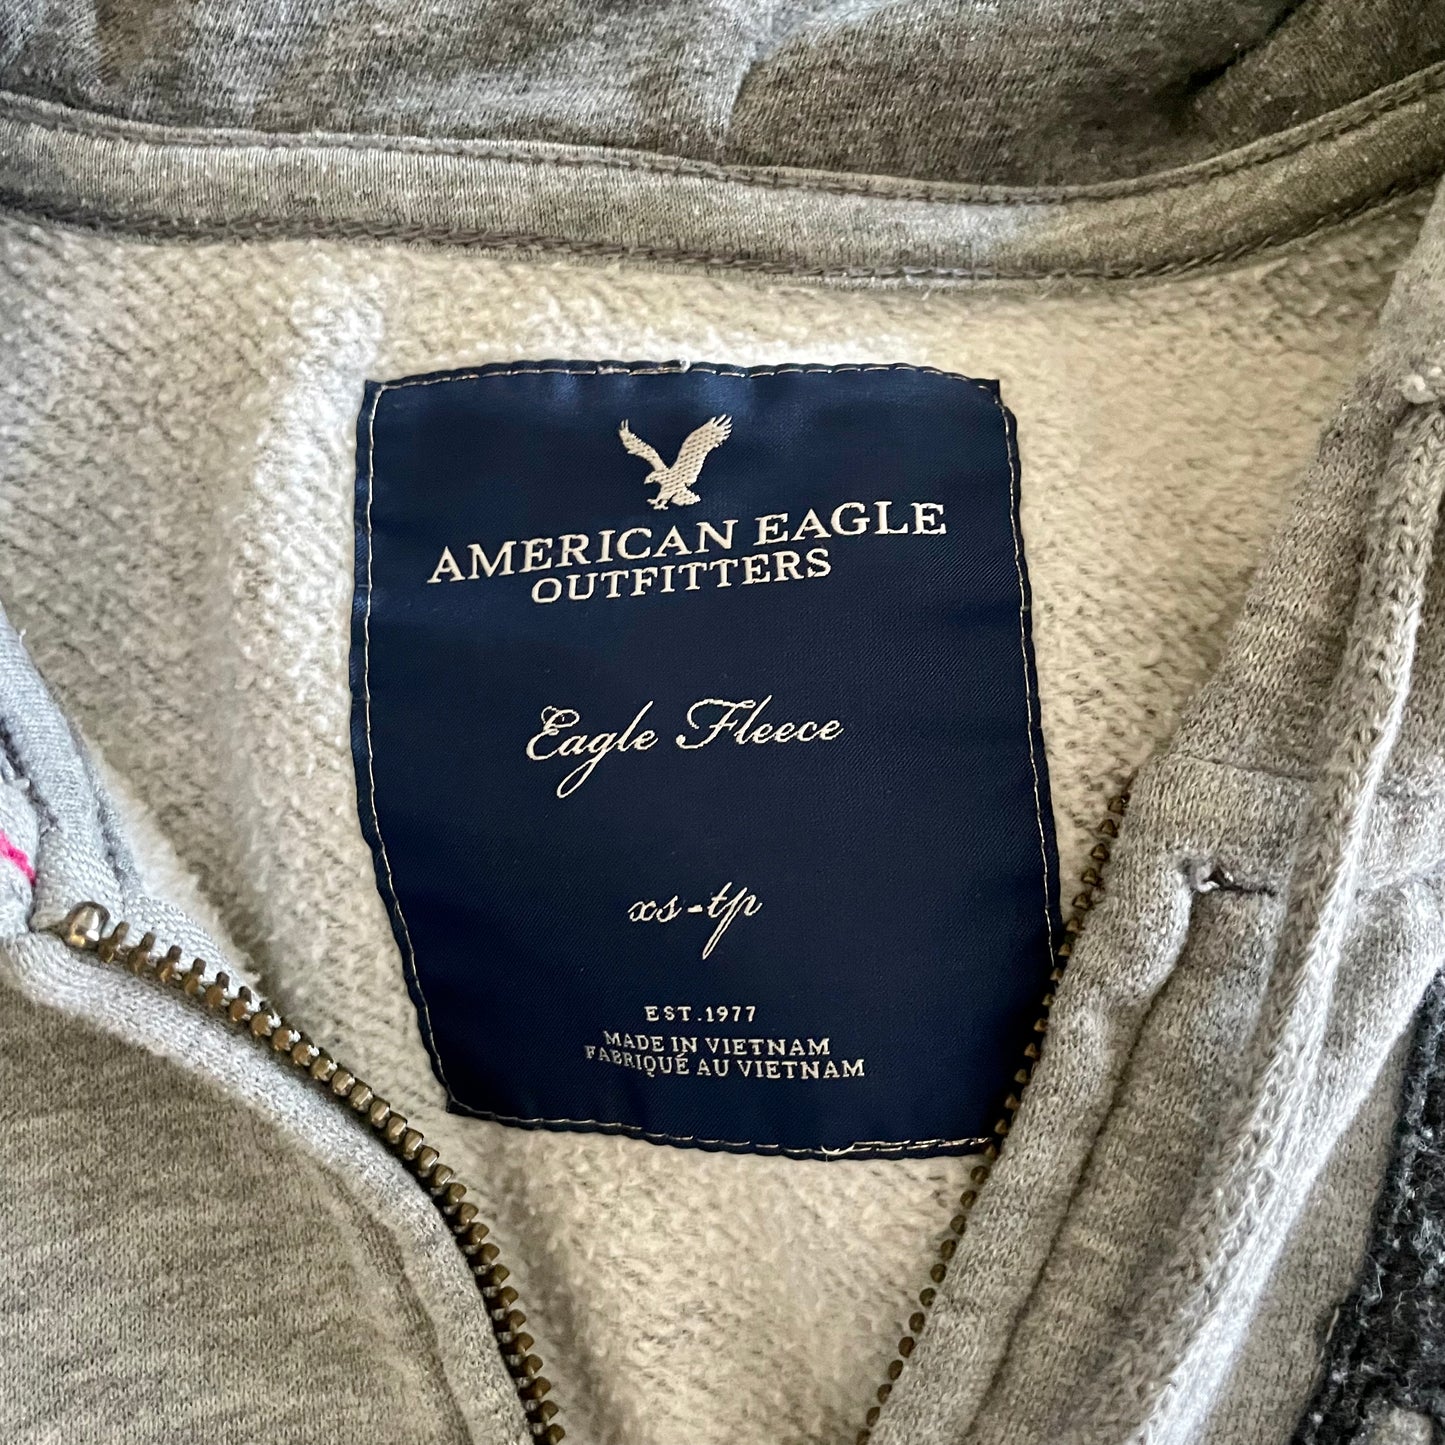 AMERICAN EAGLE
OUTFITTERS
Eagle Fleece
xs-tp
EST.1977
MADE IN VIETNAM
FABRIQUÉ AU VIETNAM